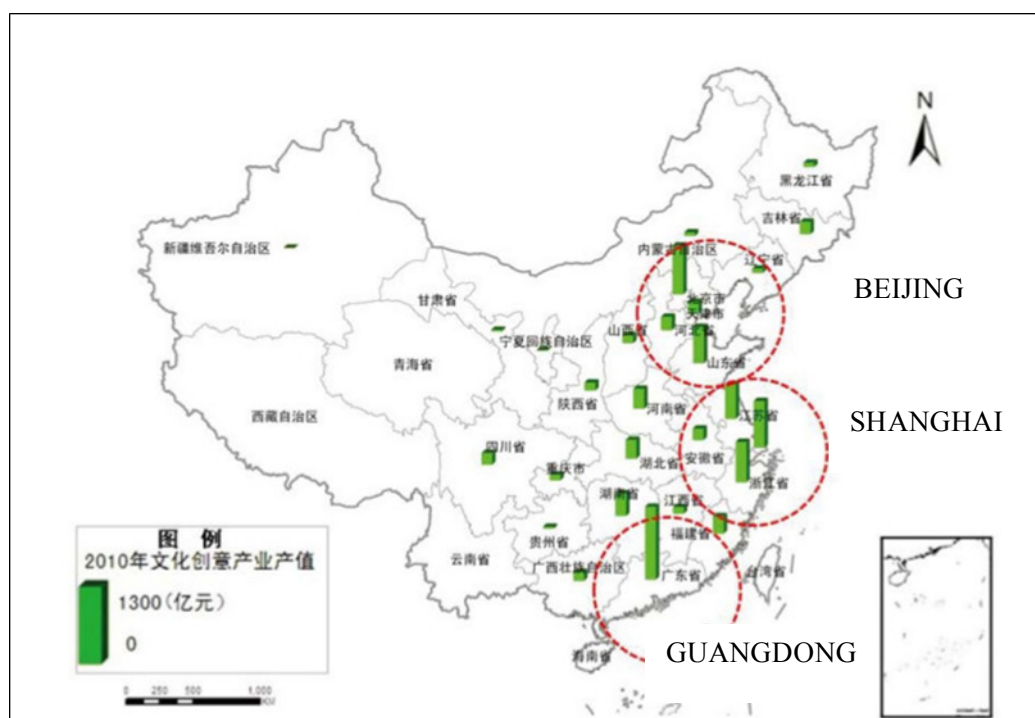 N
黑龙江省
吉林省
新疆维吾尔自治区
内蒙古自治区
辽宁省
BEIJING
甘肃省
北京市
天津市
宁夏回族自治区
山西省
河北省
青海省
山东省
西藏自治区
陕西省
河南省
江苏省
SHANGHAI
四川省
重庆市
湖北省
安徽省
浙江省
湖南省
江西省
贵州省
福建省
云南省
广西壮族自治区
广东省
台湾省
海南省
GUANGDONG
图 例
2010年文化创意产业产值
1300(亿元)
0
0 250 500 1,000